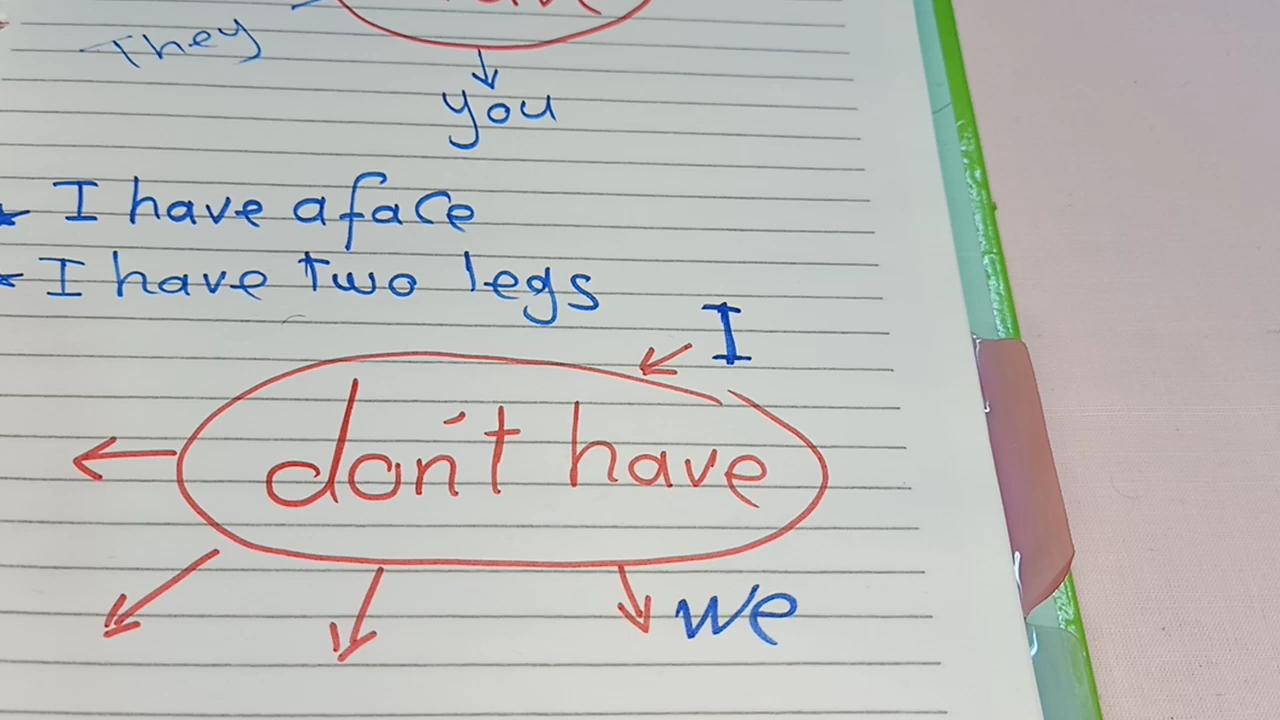 They
you
I have a face
I have two legs
I
don't have
we